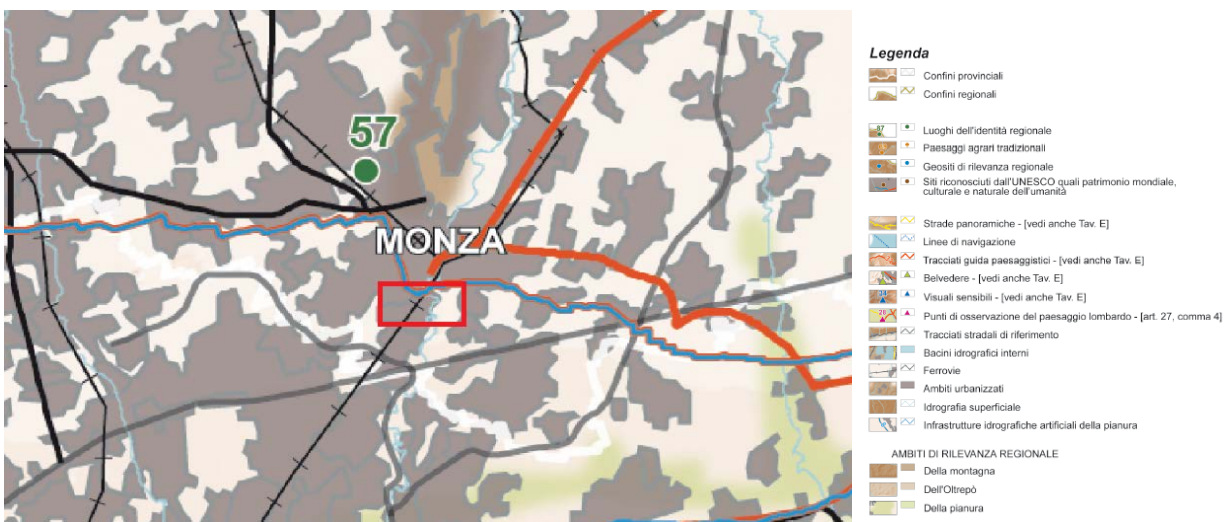 57
MONZA
Legenda
Confini provinciali
Confini regionali
Luoghi dell'identità regionale
Paesaggi agrari tradizionali
Geositi di rilevanza regionale
Siti riconosciuti dall'UNESCO quali patrimonio mondiale,
culturale e naturale dell'umanità
Strade panoramiche - [vedi anche Tav. E]
Linee di navigazione
Tracciati guida paesaggistici - [vedi anche Tav. E]
Belvedere - [vedi anche Tav. E]
Visuali sensibili - [vedi anche Tav. E]
Punti di osservazione del paesaggio lombardo - [art. 27, comma 4]
Tracciati stradali di riferimento
Bacini idrografici interni
Ferrovie
Ambiti urbanizzati
Idrografia superficiale
Infrastrutture idrografiche artificiali della pianura
AMBITI DI RILEVANZA REGIONALE
Della montagna
Dell'Oltrepò
Della pianura